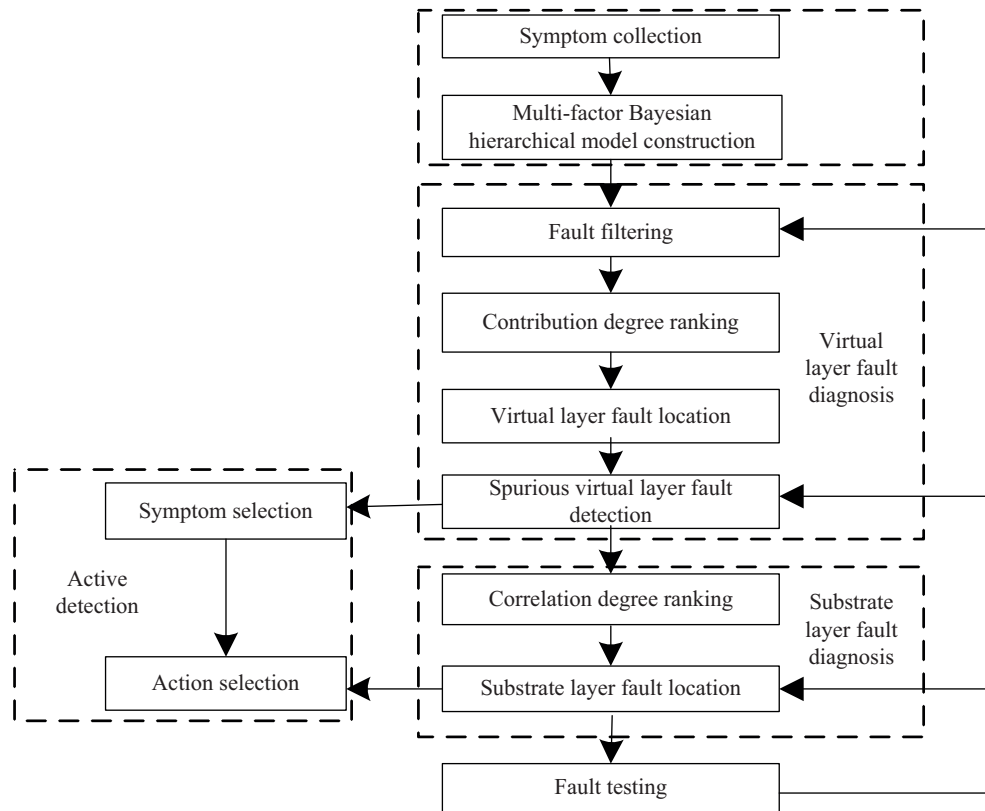 Symptom collection
Multi-factor Bayesian
hierarchical model construction
Fault filtering
Contribution degree ranking
Virtual layer fault location
Spurious virtual layer fault
detection
Virtual
layer fault
diagnosis
Symptom selection
Active
detection
Action selection
Correlation degree ranking
Substrate layer fault location
Substrate
layer fault
diagnosis
Fault testing